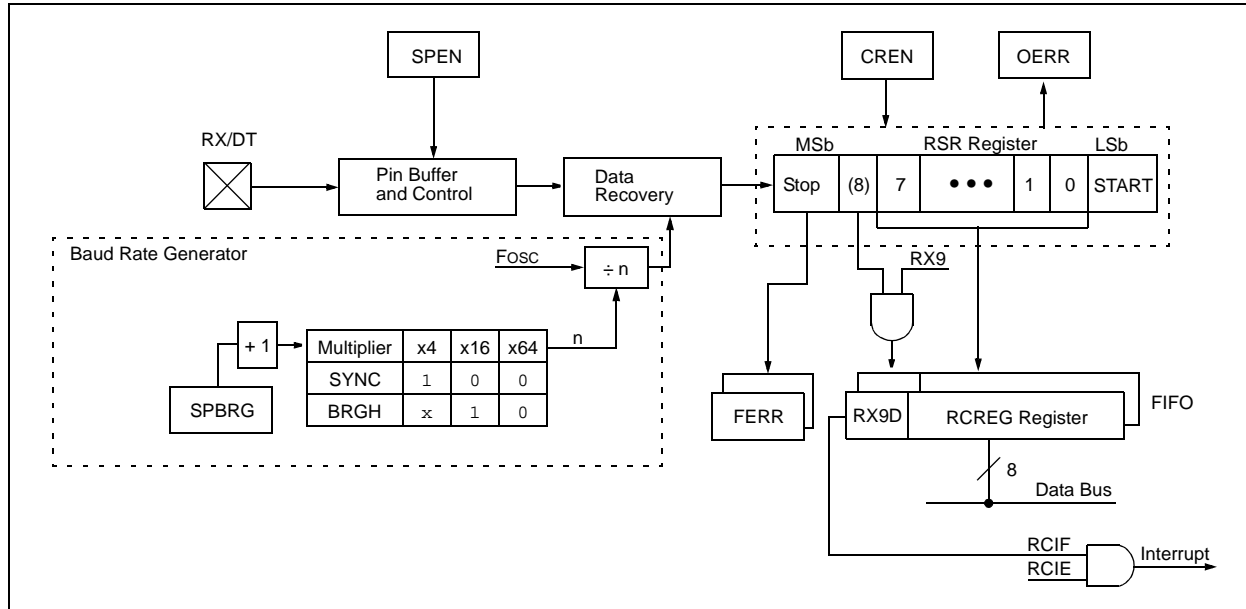 SPEN
CREN
OERR
RX/DT
MSb
RSR Register
LSb
Pin Buffer
and Control
Data
Recovery
Stop
(8)
7
• • •
1
0
START
Baud Rate Generator
FOSC
÷ n
RX9
+ 1
n
Multiplier x4 x16 x64
SYNC 1 0 0
BRGH x 1 0
SPBRG
FERR
RX9D
RCREG Register
FIFO
8
Data Bus
RCIF
RCIE
Interrupt